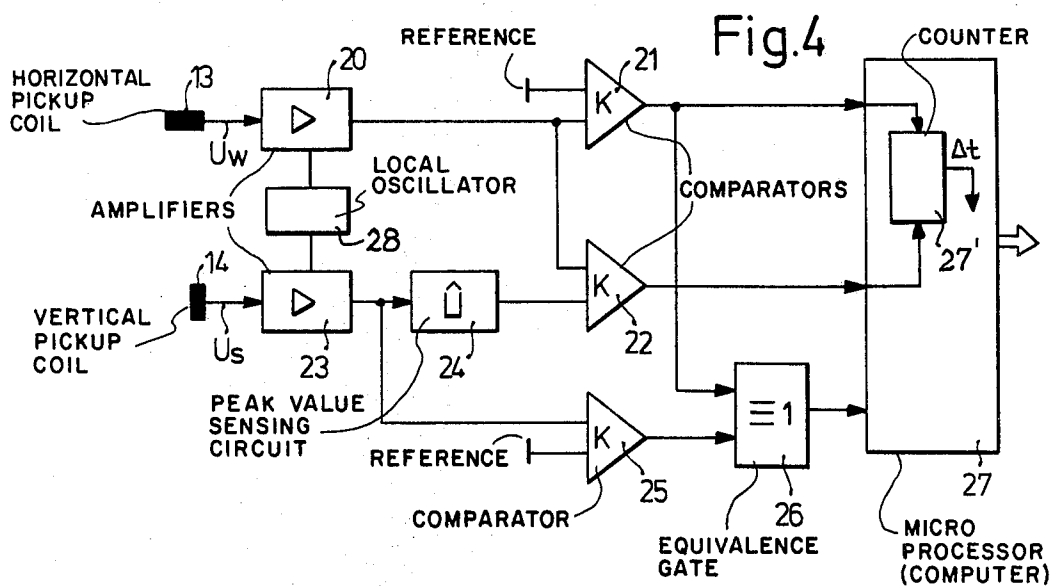 Fig.4
REFERENCE
COUNTER
HORIZONTAL
PICKUP
COIL
13
20
21
K
UW
Δt
LOCAL
OSCILLATOR
AMPLIFIERS
28
COMPARATORS
27'
14
K
22
VERTICAL
PICKUP
COIL
US
23
Û
24
PEAK VALUE
SENSING
CIRCUIT
≡1
26
REFERENCE
K
25
COMPARATOR
EQUIVALENCE
GATE
27
MICRO
PROCESSOR
(COMPUTER)